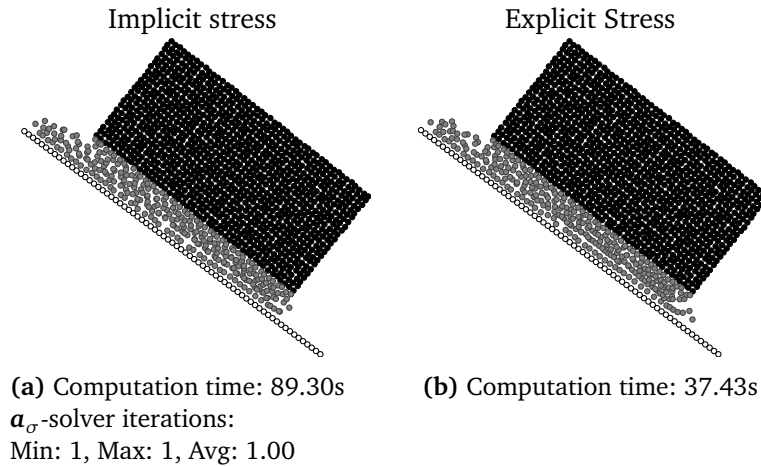 Implicit stress
Explicit Stress
(a) Computation time: 89.30s
(b) Computation time: 37.43s
aσ-solver iterations:
Min: 1, Max: 1, Avg: 1.00